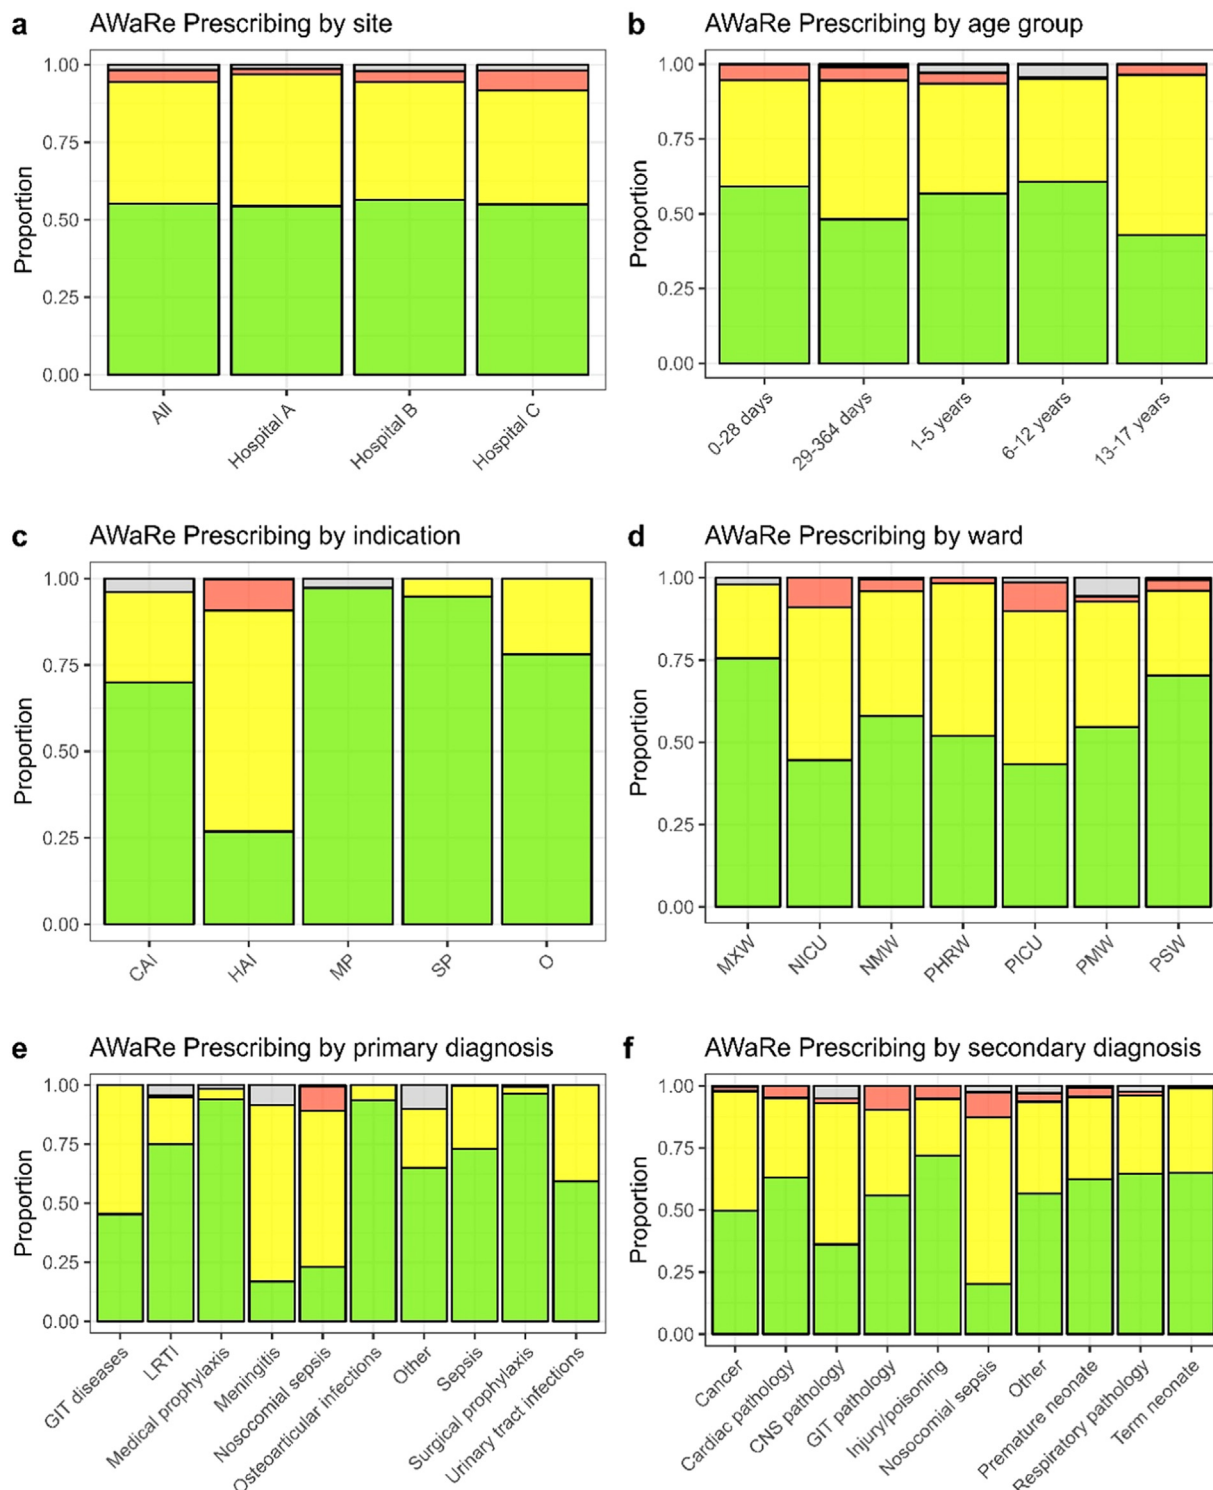 a AWaRe Prescribing by site
Proportion
1.00
0.75
0.50
0.25
0.00
All
Hospital A
Hospital B
Hospital C
b AWaRe Prescribing by age group
Proportion
1.00
0.75
0.50
0.25
0.00
0-28 days
29-364 days
1-5 years
6-12 years
13-17 years
c AWaRe Prescribing by indication
Proportion
1.00
0.75
0.50
0.25
0.00
CAI
HAI
MP
SP
O
d AWaRe Prescribing by ward
Proportion
1.00
0.75
0.50
0.25
0.00
MXW
NICU
NMW
PHRW
PICU
PMW
PSW
e AWaRe Prescribing by primary diagnosis
Proportion
1.00
0.75
0.50
0.25
0.00
GIT diseases
LRTI
Medical prophylaxis
Meningitis
Nosocomial sepsis
Osteoarticular infections
Other
Sepsis
Surgical prophylaxis
Urinary tract infections
f AWaRe Prescribing by secondary diagnosis
Proportion
1.00
0.75
0.50
0.25
0.00
Cancer
Cardiac pathology
CNS pathology
GIT pathology
Injury/poisoning
Nosocomial sepsis
Other
Premature neonate
Respiratory pathology
Term neonate